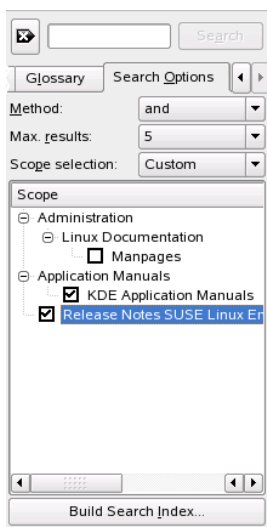 Search
Glossary Search Options
Method: and
Max. results: 5
Scope selection: Custom
Scope
Administration
Linux Documentation
Manpages
Application Manuals
KDE Application Manuals
Release Notes SUSE Linux En
Build Search Index...